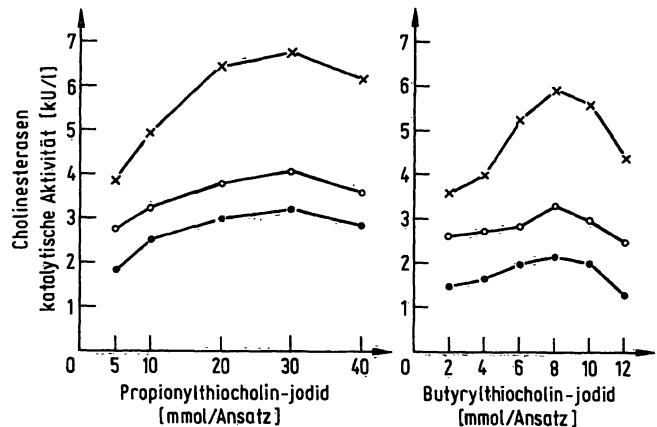 Cholinesterasen
katalytische Aktivität [kU/l]
7
6
5
4
3
2
1
0
5 10 20 30 40
Propionylthiocholin-jodid
[mmol/Ansatz]
7
6
5
4
3
2
1
0
2 4 6 8 10 12
Butyrylthiocholin-jodid
[mmol/Ansatz]